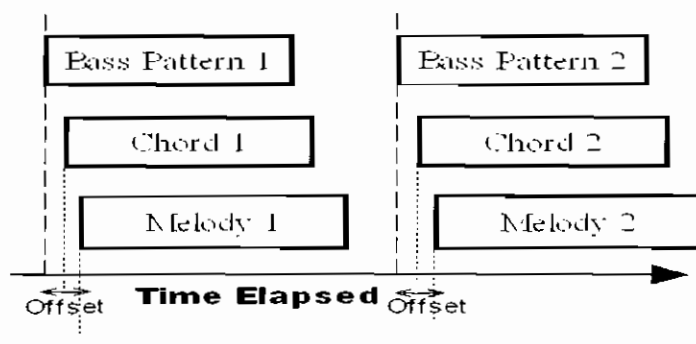 Bass Pattern 1
Bass Pattern 2
Chord 1
Chord 2
Melody 1
Melody 2
Offset
Time Elapsed
Offset